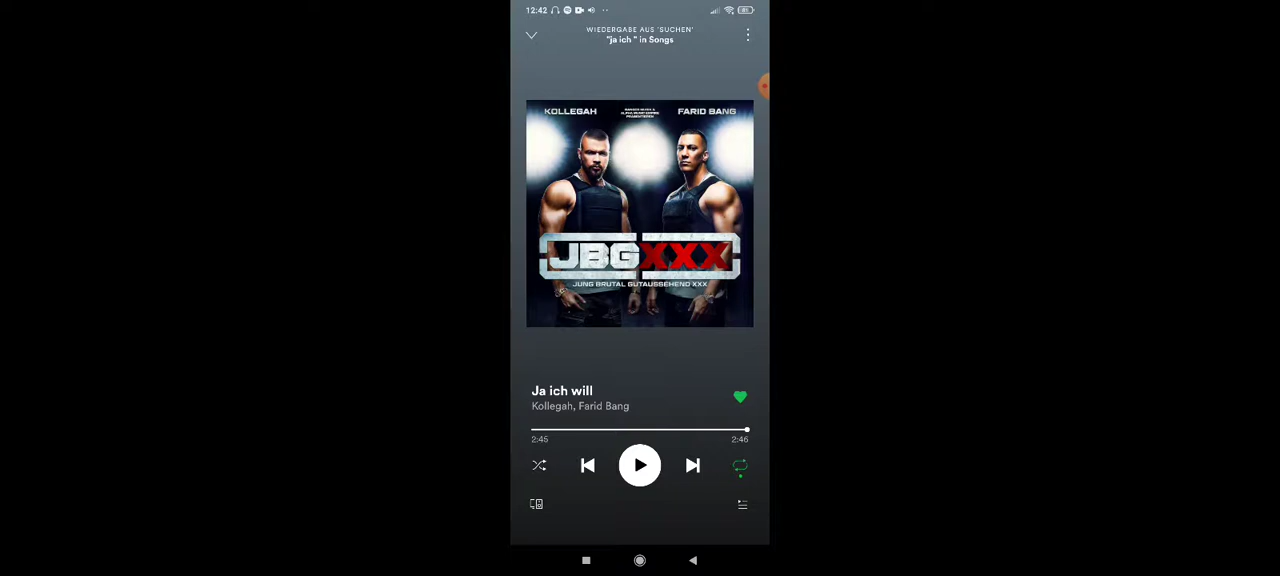 12:42
WIEDERGABE AUS 'SUCHEN'
"ja ich " in Songs
KOLLEGAH
FARID BANG
JBGXXX
JUNG BRUTAL GUTAUSSEHEND XXX
Ja ich will
Kollegah, Farid Bang
2:45
2:46